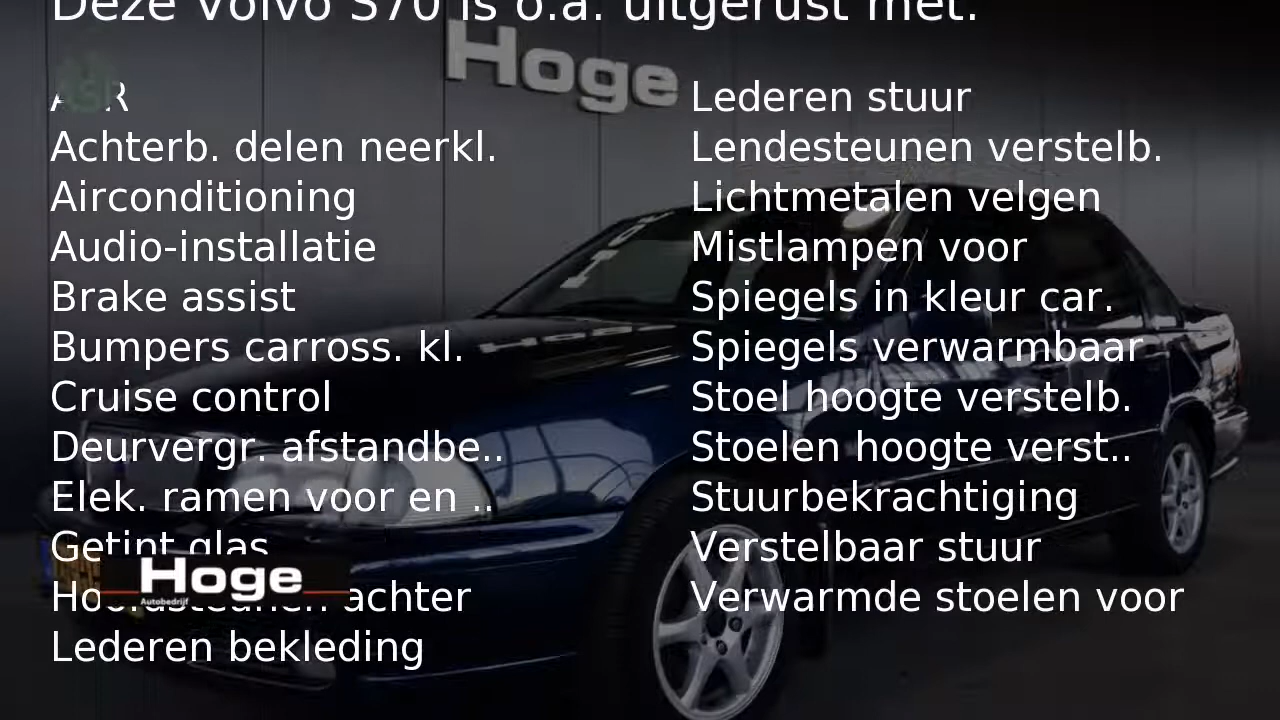 Deze Volvo S70 is o.a. uitgerust met:
Hoge
Achterb. delen neerkl.
Airconditioning
Audio-installatie
Brake assist
Bumpers carross. kl.
Cruise control
Deurvergr. afstandbe..
Elek. ramen voor en ..
Getint glas
Hoofdsteunen achter
Lederen bekleding
Lederen stuur
Lendesteunen verstelb.
Lichtmetalen velgen
Mistlampen voor
Spiegels in kleur car.
Spiegels verwarmbaar
Stoel hoogte verstelb.
Stoelen hoogte verst..
Stuurbekrachtiging
Verstelbaar stuur
Verwarmde stoelen voor
Hoge
Autobedrijf